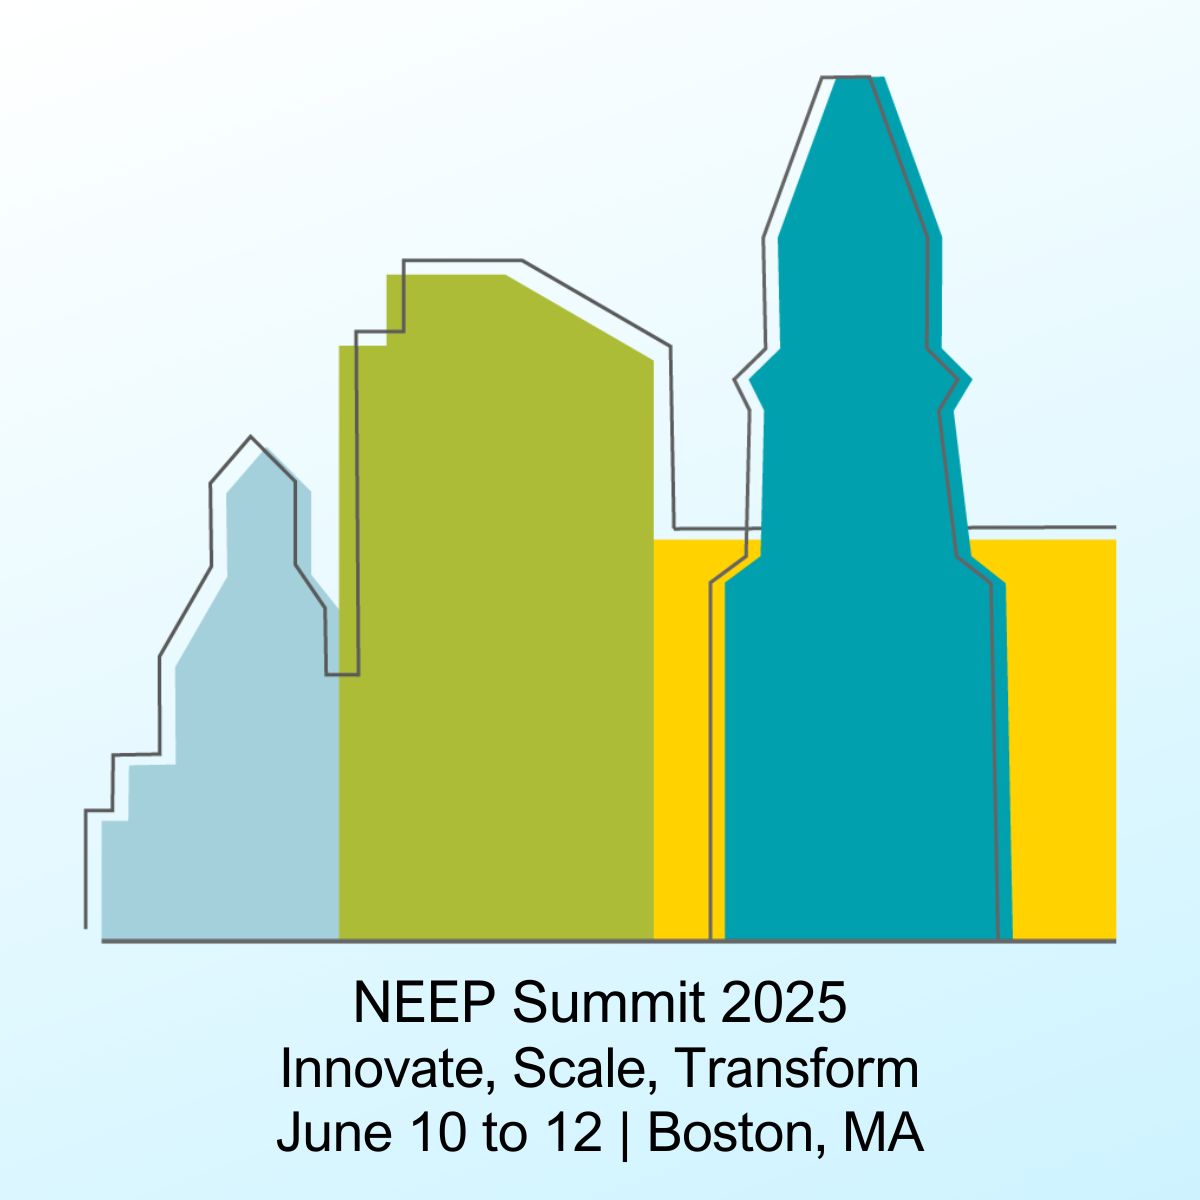 NEEP Summit 2025
Innovate, Scale, Transform
June 10 to 12 | Boston, MA